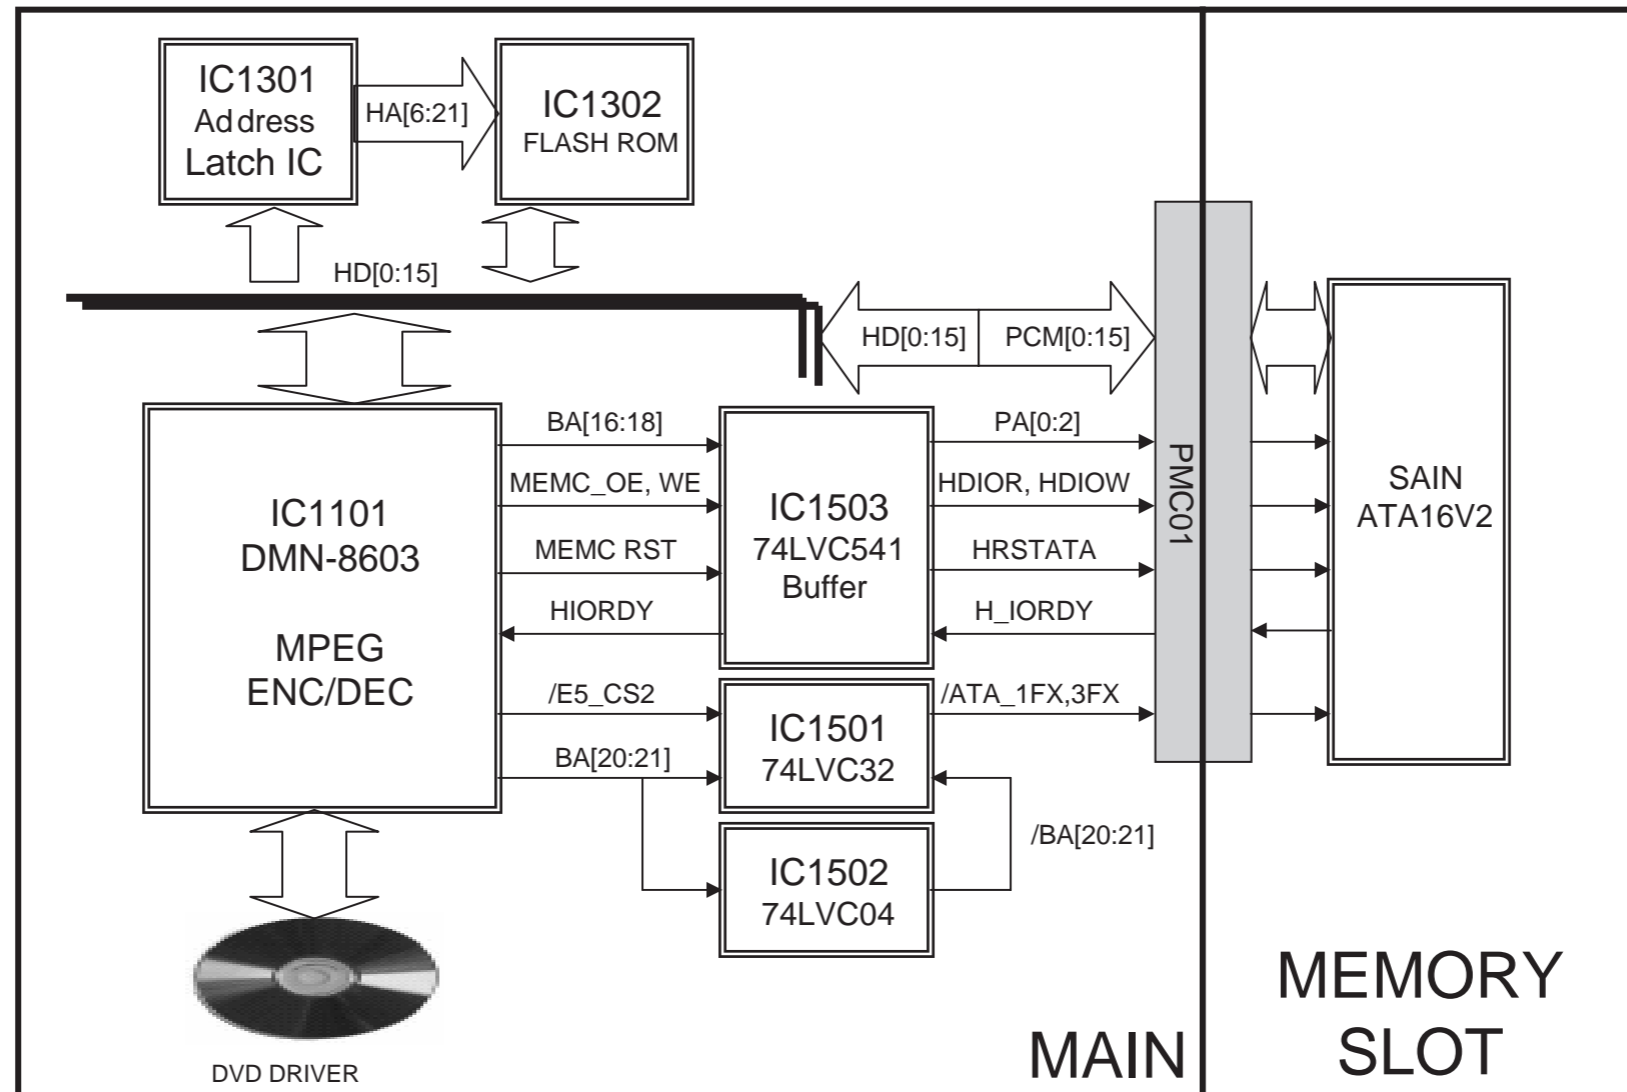 IC1301
Address
Latch IC
HA[6:21]
IC1302
FLASH ROM
HD[0:15]
HD[0:15]
PCM[0:15]
IC1101
DMN-8603
MPEG
ENC/DEC
BA[16:18]
MEMC_OE, WE
MEMC RST
HIORDY
/E5_CS2
BA[20:21]
IC1503
74LVC541
Buffer
IC1501
74LVC32
IC1502
74LVC04
PA[0:2]
HDIOR, HDIOW
HRSTATA
H_IORDY
/ATA_1FX,3FX
/BA[20:21]
PMC01
SAIN
ATA16V2
DVD DRIVER
MAIN
MEMORY
SLOT